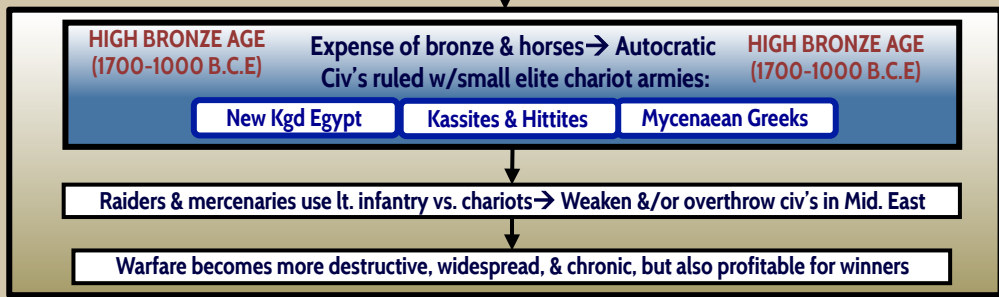 HIGH BRONZE AGE
(1700-1000 B.C.E)
Expense of bronze & horses→ Autocratic
Civ's ruled w/small elite chariot armies:
HIGH BRONZE AGE
(1700-1000 B.C.E)
New Kgd Egypt
Kassites & Hittites
Mycenaean Greeks
Raiders & mercenaries use lt. infantry vs. chariots→ Weaken &/or overthrow civ's in Mid. East
Warfare becomes more destructive, widespread, & chronic, but also profitable for winners